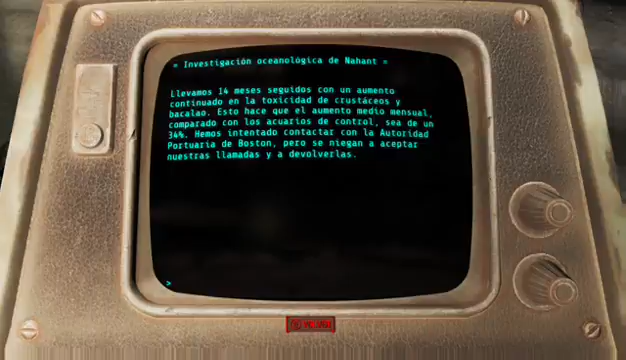 = Investigación oceanológica de Nahant =
Llevamos 14 meses seguidos con un aumento
continuado en la toxicidad de crustáceos y
bacalao. Esto hace que el aumento medio mensual,
comparado con los acuarios de control, sea de un
34%. Hemos intentado contactar con la Autoridad
Portuaria de Boston, pero se niegan a aceptar
nuestras llamadas y a devolverlas.
>